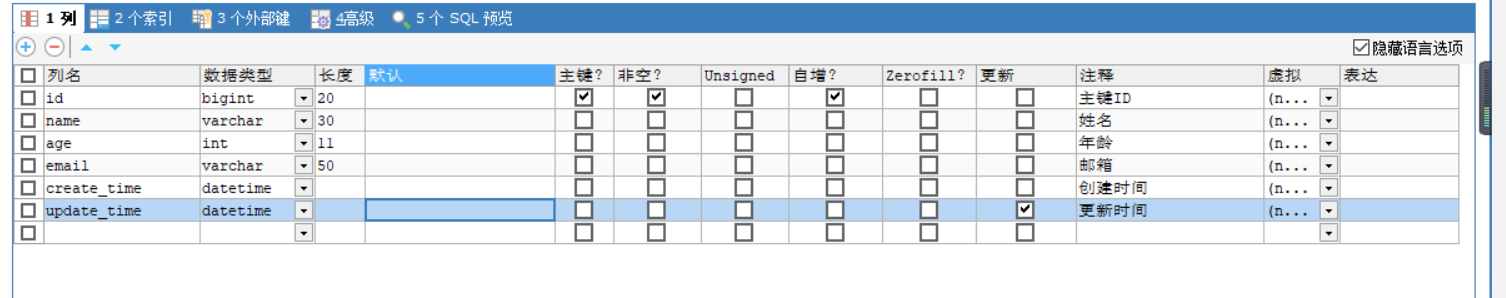 1 列 2 个索引 3 个外部键 4高级 5 个 SQL 预览
隐藏语言选项
列名 数据类型 长度 默认 主键? 非空? Unsigned 自增? Zerofill? 更新 注释 虚拟 表达
id bigint 20 主键ID (n...
name varchar 30 姓名 (n...
age int 11 年龄 (n...
email varchar 50 邮箱 (n...
create_time datetime 创建时间 (n...
update_time datetime 更新时间 (n...